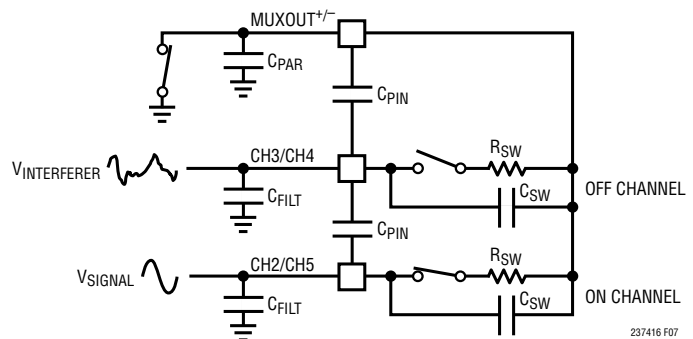 MUXOUT+/–
CPAR
CPIN
VINTERFERER
CH3/CH4
RSW
CFILT
CSW
OFF CHANNEL
CPIN
VSIGNAL
CH2/CH5
RSW
CFILT
CSW
ON CHANNEL
237416 F07